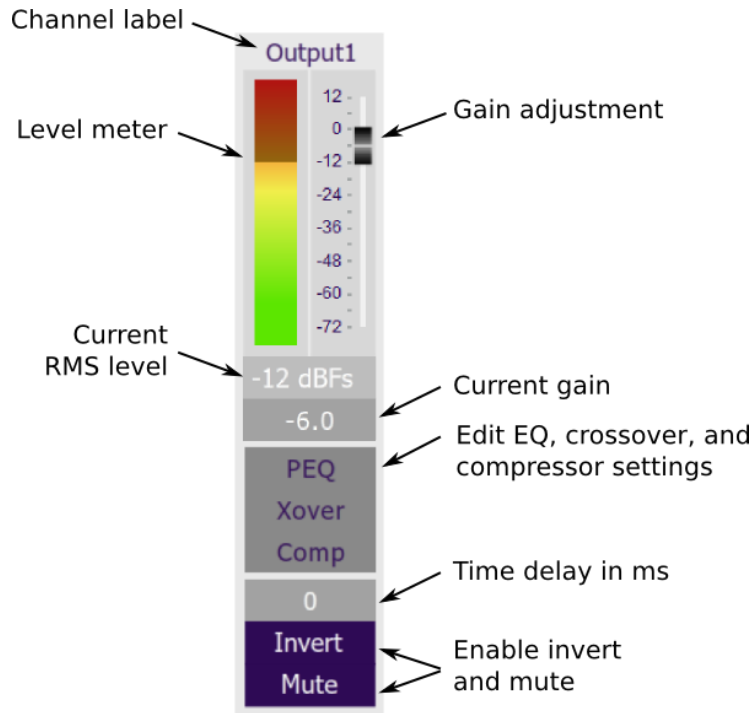 Channel label
Output1
Level meter
12
0
-12
-24
-36
-48
-60
-72
Gain adjustment
Current
RMS level
-12 dBFs
-6.0
Current gain
PEQ
Xover
Comp
Edit EQ, crossover, and
compressor settings
0
Time delay in ms
Invert
Mute
Enable invert
and mute